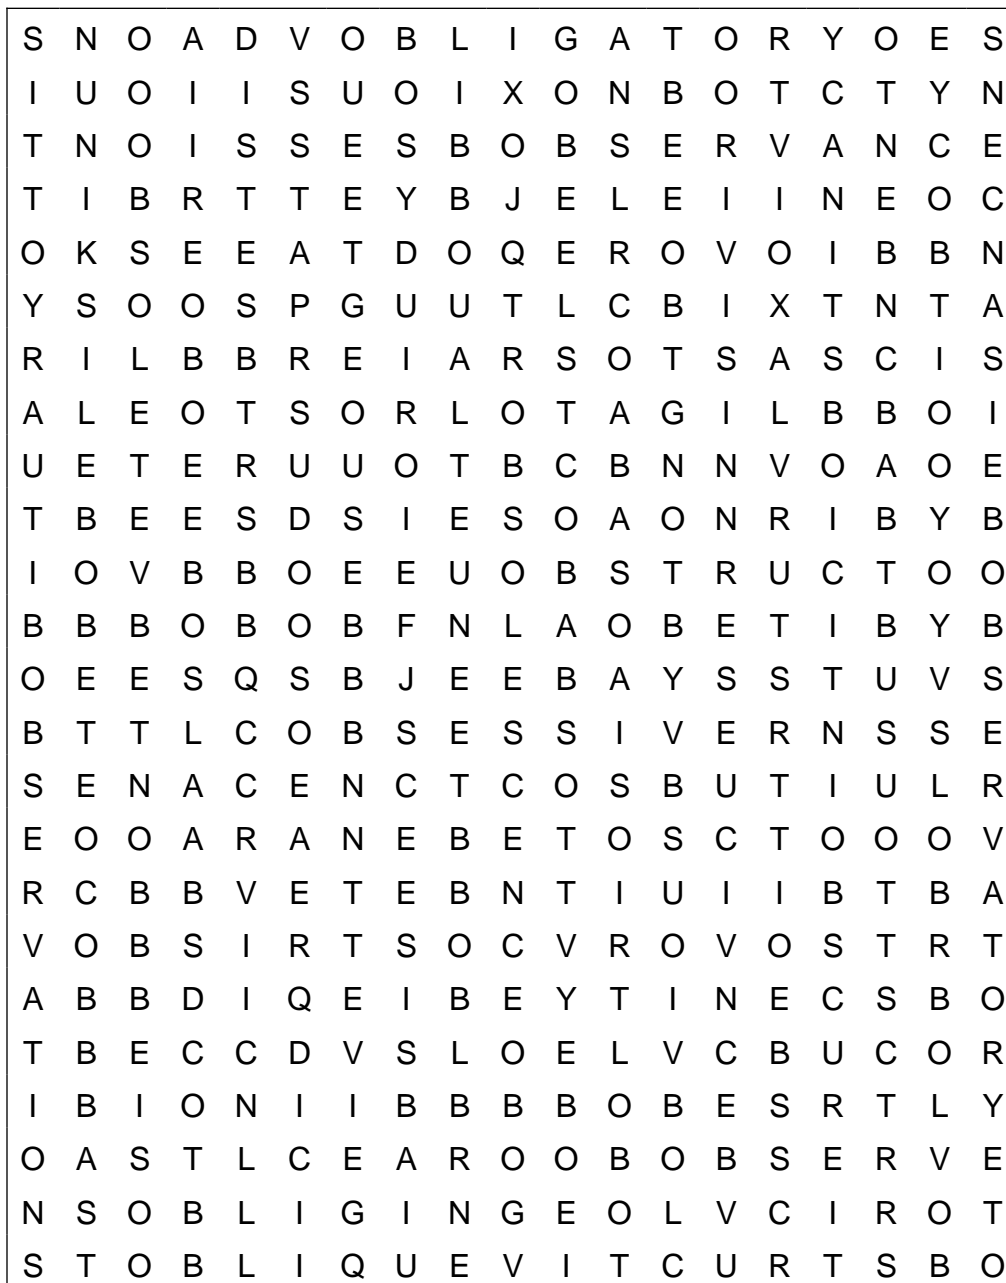 S N O A D V O B L I G A T O R Y O E S
I U O I I S U O I X O N B O T C T Y N
T N O I S S E S B O B S E R V A N C E
T I B R T T E Y B J E L E I I N E O C
O K S E E A T D O Q E R O V O I B B N
Y S O O S P G U U T L C B I X T N T A
R I L B B R E I A R S O T S A S C I S
A L E O T S O R L O T A G I L B B O I
U E T E R U U O T B C B N N V O A O E
T B E E S D S I E S O A O N R I B Y B
I O V B B O E E U O B S T R U C T O O
B B B O B O B F N L A O B E T I B Y B
O E E S Q S B J E E B A Y S S T U V S
B T T L C O B S E S S I V E R N S S E
S E N A C E N C T C O S B U T I U L R
E O O A R A N E B E T O S C T O O O V
R C B B V E T E B N T I U I I B T B A
V O B S I R T S O C V R O V O S T R T
A B B D I Q E I B E Y T I N E C S B O
T B E C C D V S L O E L V C B U C O R
I B I O N I I B B B B O B E S R T L Y
O A S T L C E A R O O B O B S E R V E
N S O B L I G I N G E O L V C I R O T
S T O B L I Q U E V I T C U R T S B O